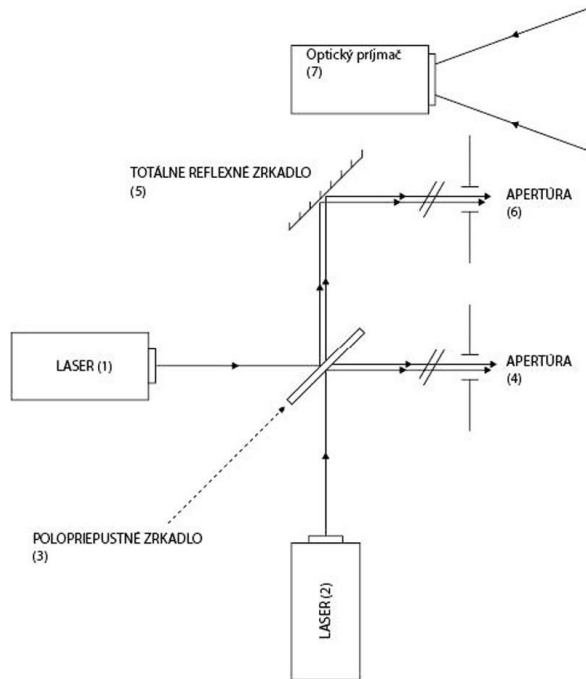 Optický príjmač
(7)
TOTÁLNE REFLEXNÉ ZRKADLO
(5)
APERTÚRA
(6)
LASER (1)
APERTÚRA
(4)
POLOPRIEPUSTNÉ ZRKADLO
(3)
LASER (2)